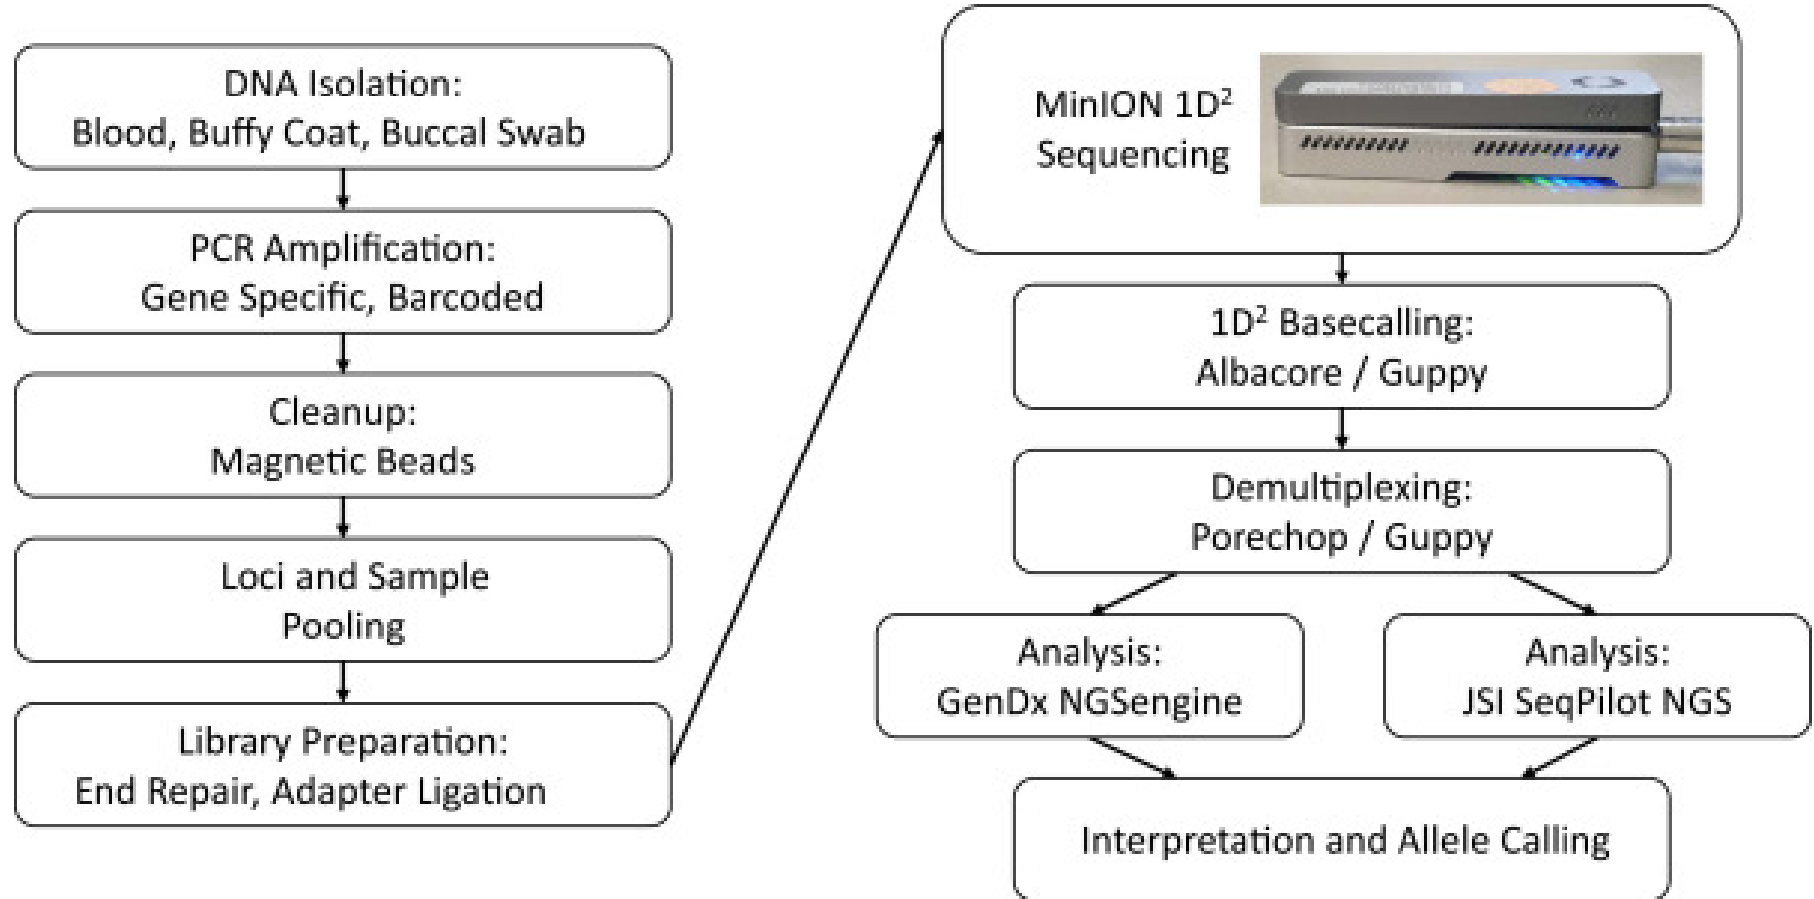 DNA Isolation:
Blood, Buffy Coat, Buccal Swab
PCR Amplification:
Gene Specific, Barcoded
Cleanup:
Magnetic Beads
Loci and Sample
Pooling
Library Preparation:
End Repair, Adapter Ligation
MinION 1D²
Sequencing
1D² Basecalling:
Albacore / Guppy
Demultiplexing:
Porechop / Guppy
Analysis:
GenDx NGSengine
Analysis:
JSI SeqPilot NGS
Interpretation and Allele Calling